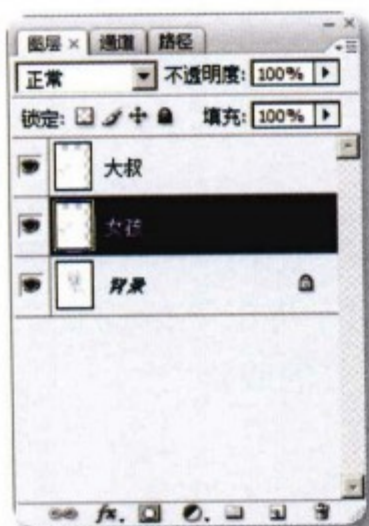 图层 × 通道 路径
正常 不透明度: 100%
锁定: 填充: 100%
大叔
女孩
背景
fx.